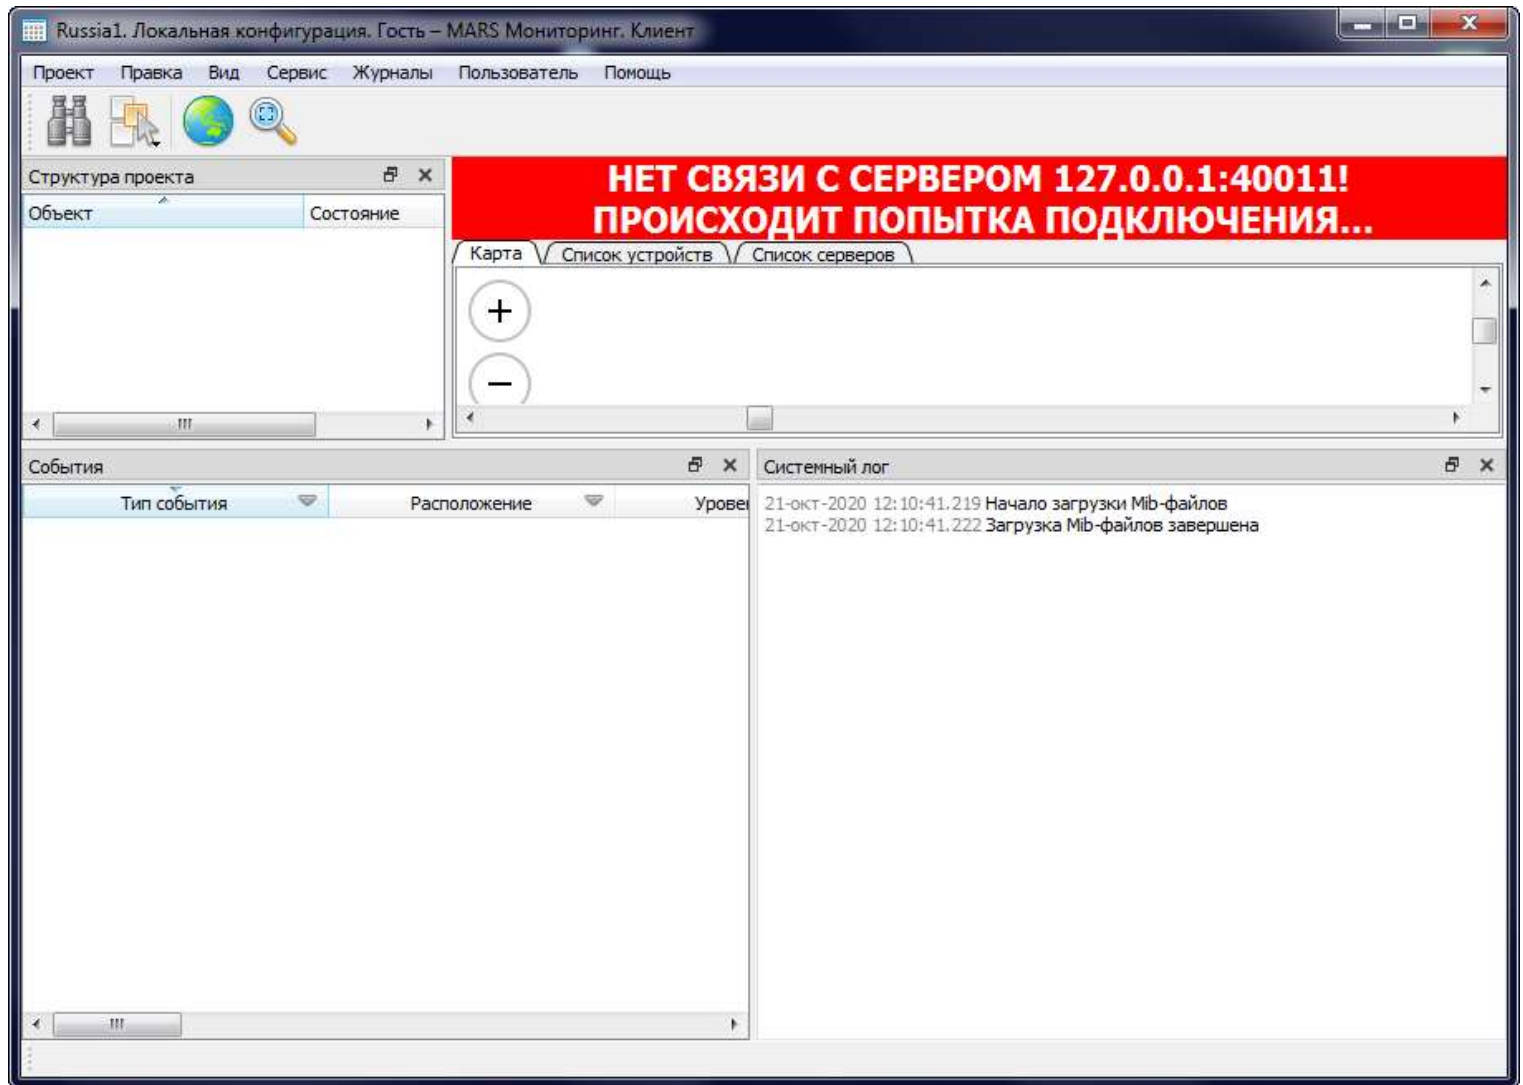 Russia1. Локальная конфигурация. Гость – MARS Мониторинг. Клиент
Проект Правка Вид Сервис Журналы Пользователь Помощь
Структура проекта
Объект Состояние
НЕТ СВЯЗИ С СЕРВЕРОМ 127.0.0.1:40011!
ПРОИСХОДИТ ПОПЫТКА ПОДКЛЮЧЕНИЯ...
Карта Список устройств Список серверов
+
−
События
Тип события Расположение Уровен
Системный лог
21-окт-2020 12:10:41.219 Начало загрузки Mib-файлов
21-окт-2020 12:10:41.222 Загрузка Mib-файлов завершена